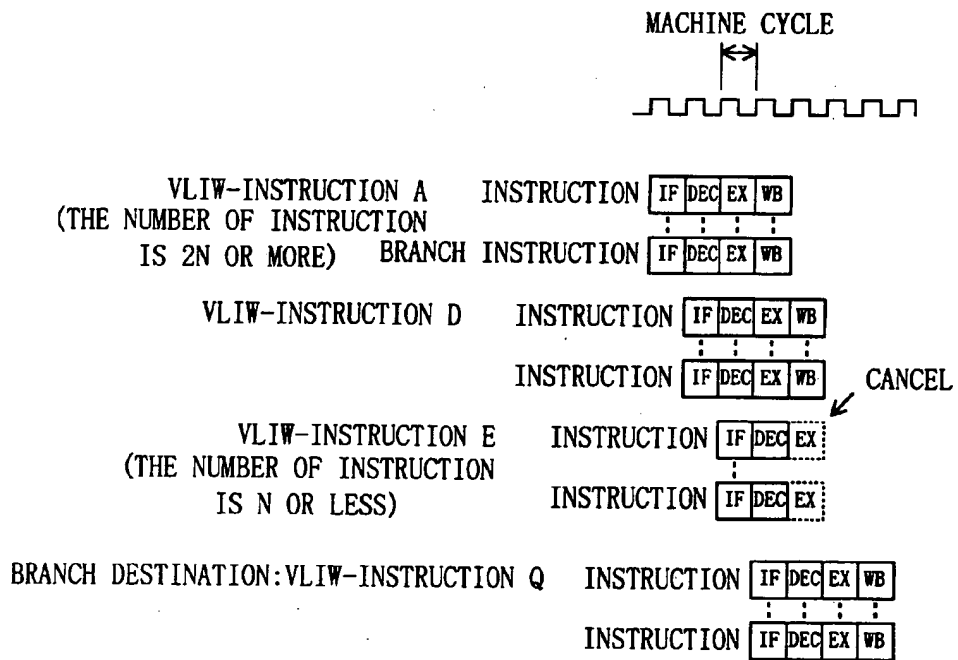 MACHINE CYCLE
VLIW-INSTRUCTION A INSTRUCTION IF DEC EX WB
(THE NUMBER OF INSTRUCTION
IS 2N OR MORE) BRANCH INSTRUCTION IF DEC EX WB
VLIW-INSTRUCTION D INSTRUCTION IF DEC EX WB
INSTRUCTION IF DEC EX WB
CANCEL
VLIW-INSTRUCTION E INSTRUCTION IF DEC EX
(THE NUMBER OF INSTRUCTION
IS N OR LESS) INSTRUCTION IF DEC EX
BRANCH DESTINATION:VLIW-INSTRUCTION Q INSTRUCTION IF DEC EX WB
INSTRUCTION IF DEC EX WB